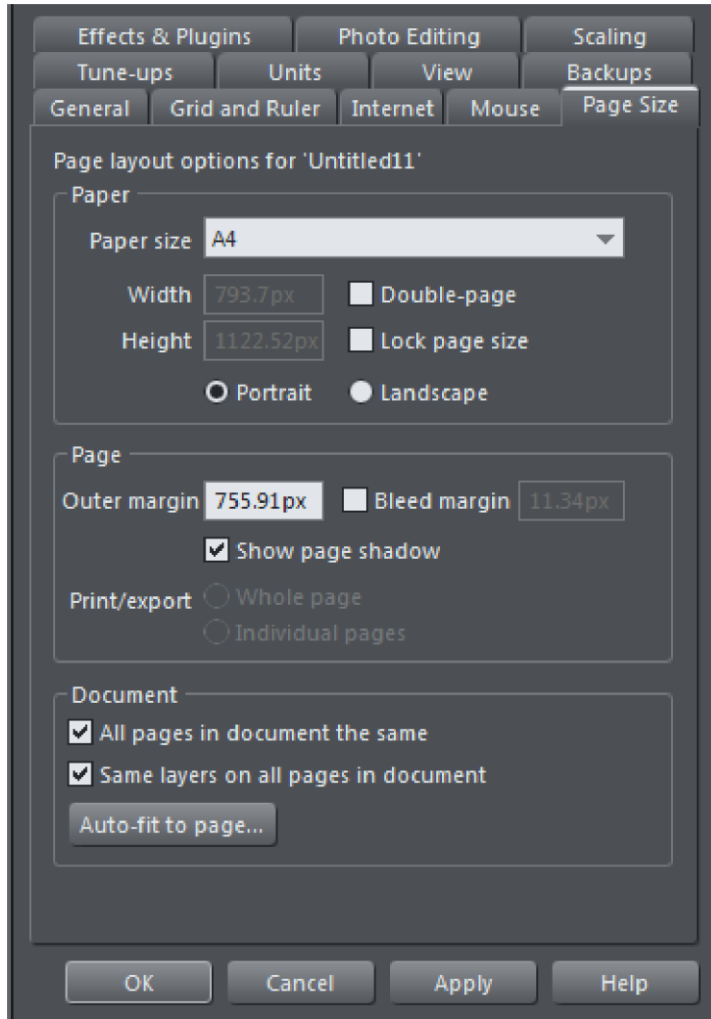 Effects & Plugins Photo Editing Scaling
Tune-ups Units View Backups
General Grid and Ruler Internet Mouse Page Size
Page layout options for 'Untitled11'
Paper
Paper size A4
Width 793.7px Double-page
Height 1122.52px Lock page size
Portrait Landscape
Page
Outer margin 755.91px Bleed margin 11.34px
Show page shadow
Print/export Whole page
Individual pages
Document
All pages in document the same
Same layers on all pages in document
Auto-fit to page...
OK Cancel Apply Help